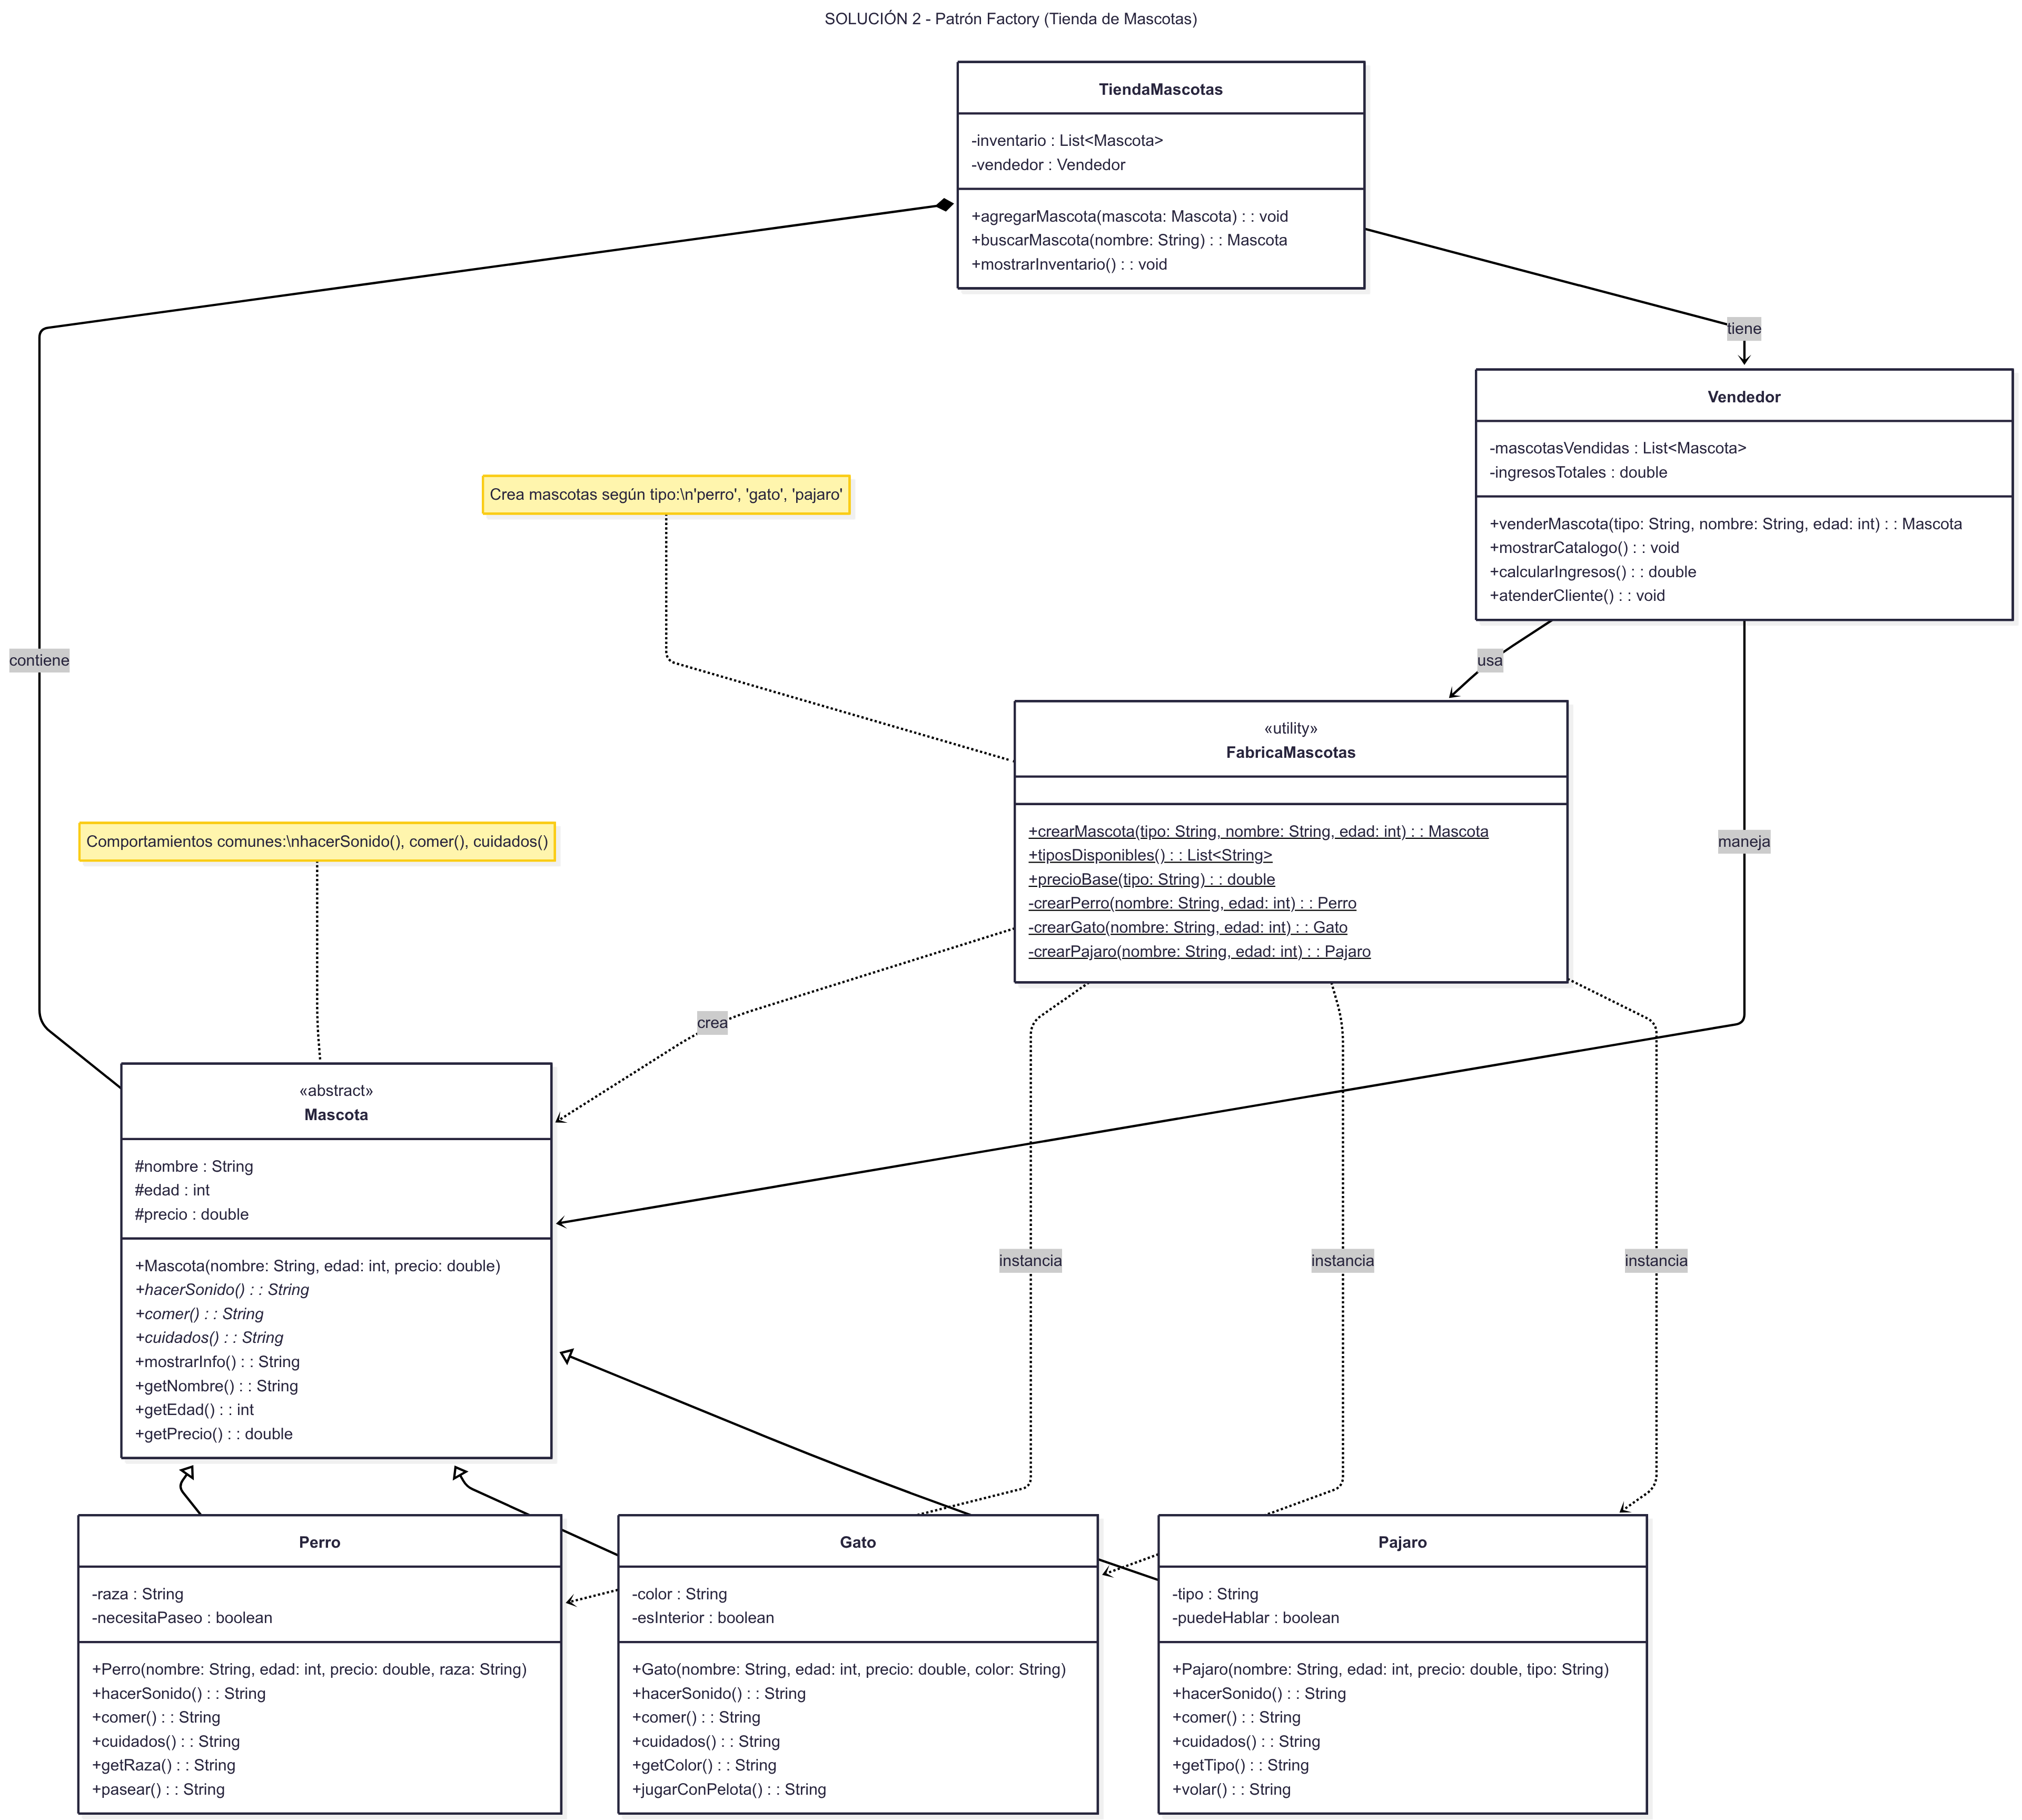 SOLUCIÓN 2 - Patrón Factory (Tienda de Mascotas)
TiendaMascotas
-inventario : List<Mascota>
-vendedor : Vendedor
+agregarMascota(mascota: Mascota) : : void
+buscarMascota(nombre: String) : : Mascota
+mostrarInventario() : : void
tiene
Vendedor
-mascotasVendidas : List<Mascota>
-ingresosTotales : double
+venderMascota(tipo: String, nombre: String, edad: int) : : Mascota
+mostrarCatalogo() : : void
+calcularIngresos() : : double
+atenderCliente() : : void
Crea mascotas según tipo:\n'perro', 'gato', 'pajaro'
contiene
usa
«utility»
FabricaMascotas
+crearMascota(tipo: String, nombre: String, edad: int) : : Mascota
+tiposDisponibles() : : List<String>
+precioBase(tipo: String) : : double
-crearPerro(nombre: String, edad: int) : : Perro
-crearGato(nombre: String, edad: int) : : Gato
-crearPajaro(nombre: String, edad: int) : : Pajaro
maneja
Comportamientos comunes:\nhacerSonido(), comer(), cuidados()
crea
«abstract»
Mascota
#nombre : String
#edad : int
#precio : double
+Mascota(nombre: String, edad: int, precio: double)
+hacerSonido() : : String
+comer() : : String
+cuidados() : : String
+mostrarInfo() : : String
+getNombre() : : String
+getEdad() : : int
+getPrecio() : : double
instancia
instancia
instancia
Perro
-raza : String
-necesitaPaseo : boolean
+Perro(nombre: String, edad: int, precio: double, raza: String)
+hacerSonido() : : String
+comer() : : String
+cuidados() : : String
+getRaza() : : String
+pasear() : : String
Gato
-color : String
-esInterior : boolean
+Gato(nombre: String, edad: int, precio: double, color: String)
+hacerSonido() : : String
+comer() : : String
+cuidados() : : String
+getColor() : : String
+jugarConPelota() : : String
Pajaro
-tipo : String
-puedeHablar : boolean
+Pajaro(nombre: String, edad: int, precio: double, tipo: String)
+hacerSonido() : : String
+comer() : : String
+cuidados() : : String
+getTipo() : : String
+volar() : : String